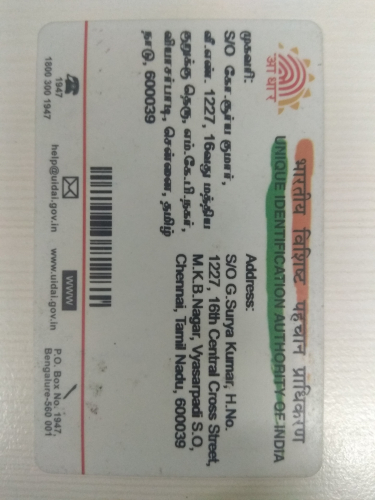 भारतीय विशिष्ट पहचान प्राधिकरण
UNIQUE IDENTIFICATION AUTHORITY OF INDIA
आधार
முகவரி:
S/O கோ.சூர்ய குமார்,
வீ.எண். 1227, 16வது மத்திய
குறுக்கு தெரு, எம்.கே.பி.நகர்,
வியாசர்பாடி, சென்னை, தமிழ்
நாடு, 600039
Address:
S/O G.Surya Kumar, H.No.
1227, 16th Central Cross Street,
M.K.B.Nagar, Vyasarpadi S.O,
Chennai, Tamil Nadu, 600039
1947
1800 300 1947
help@uidai.gov.in
WWW
www.uidai.gov.in
P.O. Box No-1947,
Bengalure-560 001